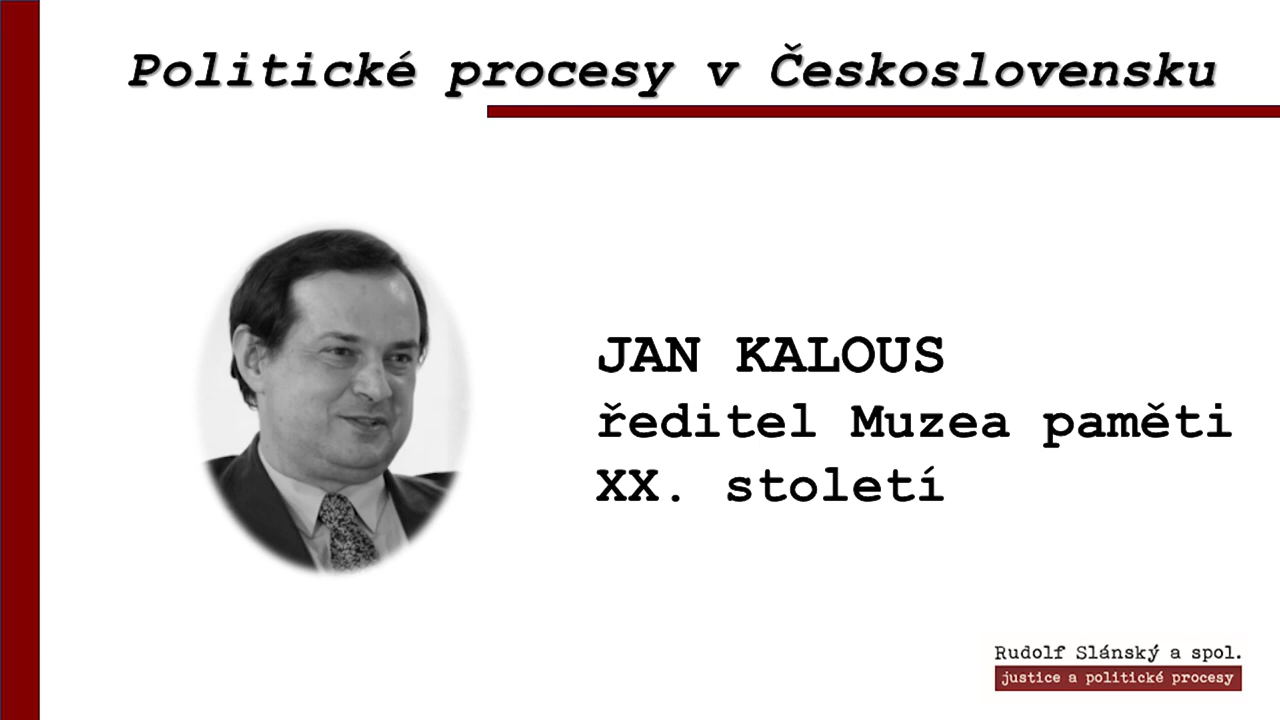 Politické procesy v Československu
JAN KALOUS
ředitel Muzea paměti
XX. století
Rudolf Slánský a spol.
justice a politické procesy